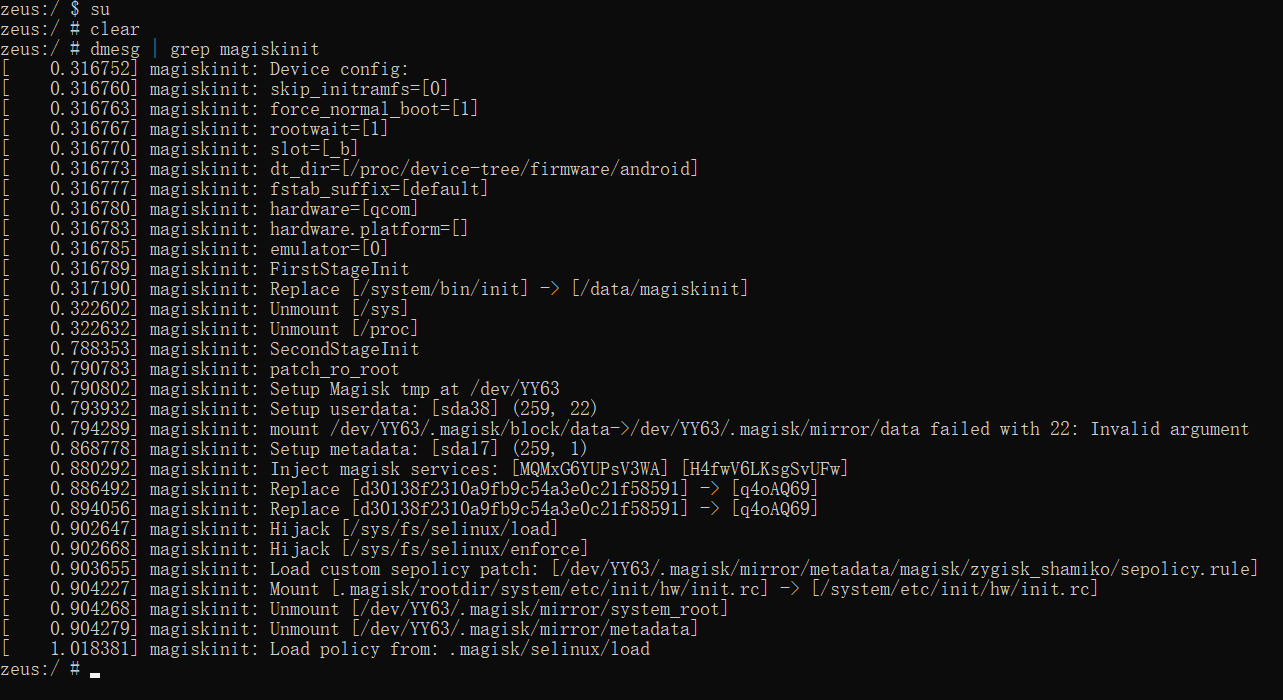 zeus:/ $ su
zeus:/ # clear
zeus:/ # dmesg | grep magiskinit
[    0.316752] magiskinit: Device config:
[    0.316760] magiskinit: skip_initramfs=[0]
[    0.316763] magiskinit: force_normal_boot=[1]
[    0.316767] magiskinit: rootwait=[1]
[    0.316770] magiskinit: slot=[_b]
[    0.316773] magiskinit: dt_dir=[/proc/device-tree/firmware/android]
[    0.316777] magiskinit: fstab_suffix=[default]
[    0.316780] magiskinit: hardware=[qcom]
[    0.316783] magiskinit: hardware.platform=[]
[    0.316785] magiskinit: emulator=[0]
[    0.316789] magiskinit: FirstStageInit
[    0.317190] magiskinit: Replace [/system/bin/init] -> [/data/magiskinit]
[    0.322602] magiskinit: Unmount [/sys]
[    0.322632] magiskinit: Unmount [/proc]
[    0.788353] magiskinit: SecondStageInit
[    0.790783] magiskinit: patch_ro_root
[    0.790802] magiskinit: Setup Magisk tmp at /dev/YY63
[    0.793932] magiskinit: Setup userdata: [sda38] (259, 22)
[    0.794289] magiskinit: mount /dev/YY63/.magisk/block/data->/dev/YY63/.magisk/mirror/data failed with 22: Invalid argument
[    0.868778] magiskinit: Setup metadata: [sda17] (259, 1)
[    0.880292] magiskinit: Inject magisk services: [MQMxG6YUPsV3WA] [H4fwV6LKsgSvUFw]
[    0.886492] magiskinit: Replace [d30138f2310a9fb9c54a3e0c21f58591] -> [q4oAQ69]
[    0.894056] magiskinit: Replace [d30138f2310a9fb9c54a3e0c21f58591] -> [q4oAQ69]
[    0.902647] magiskinit: Hijack [/sys/fs/selinux/load]
[    0.902668] magiskinit: Hijack [/sys/fs/selinux/enforce]
[    0.903655] magiskinit: Load custom sepolicy patch: [/dev/YY63/.magisk/mirror/metadata/magisk/zygisk_shamiko/sepolicy.rule]
[    0.904227] magiskinit: Mount [.magisk/rootdir/system/etc/init/hw/init.rc] -> [/system/etc/init/hw/init.rc]
[    0.904268] magiskinit: Unmount [/dev/YY63/.magisk/mirror/system_root]
[    0.904279] magiskinit: Unmount [/dev/YY63/.magisk/mirror/metadata]
[    1.018381] magiskinit: Load policy from: .magisk/selinux/load
zeus:/ #